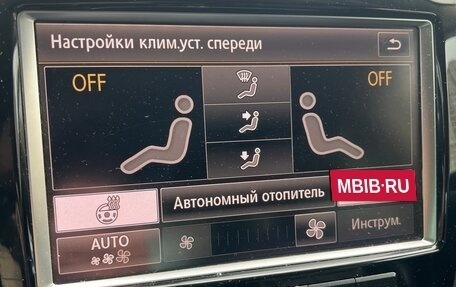 Настройки клим.уст. спереди
OFF
OFF
Автономный отопитель
MBIB·RU
AUTO
Инструм.